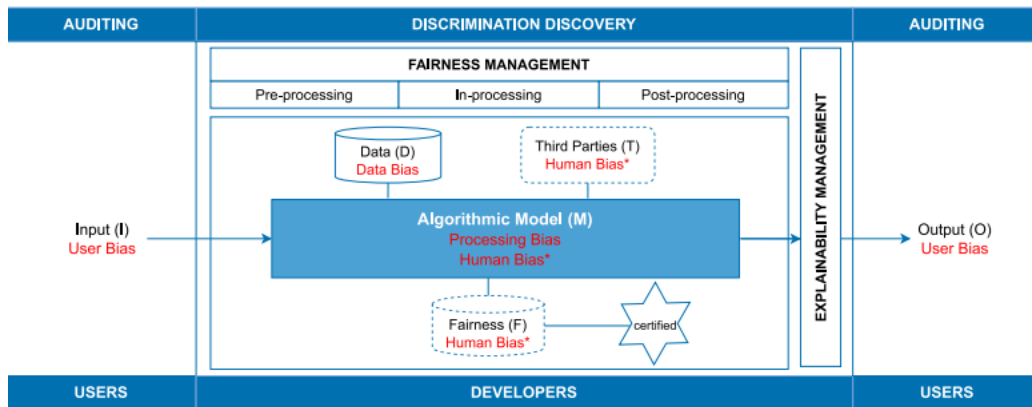 AUDITING
DISCRIMINATION DISCOVERY
AUDITING
FAIRNESS MANAGEMENT
Pre-processing
In-processing
Post-processing
Data (D)
Data Bias
Third Parties (T)
Human Bias*
Input (I)
User Bias
Algorithmic Model (M)
Processing Bias
Human Bias*
Fairness (F)
Human Bias*
certified
EXPLAINABILITY MANAGEMENT
Output (O)
User Bias
USERS
DEVELOPERS
USERS